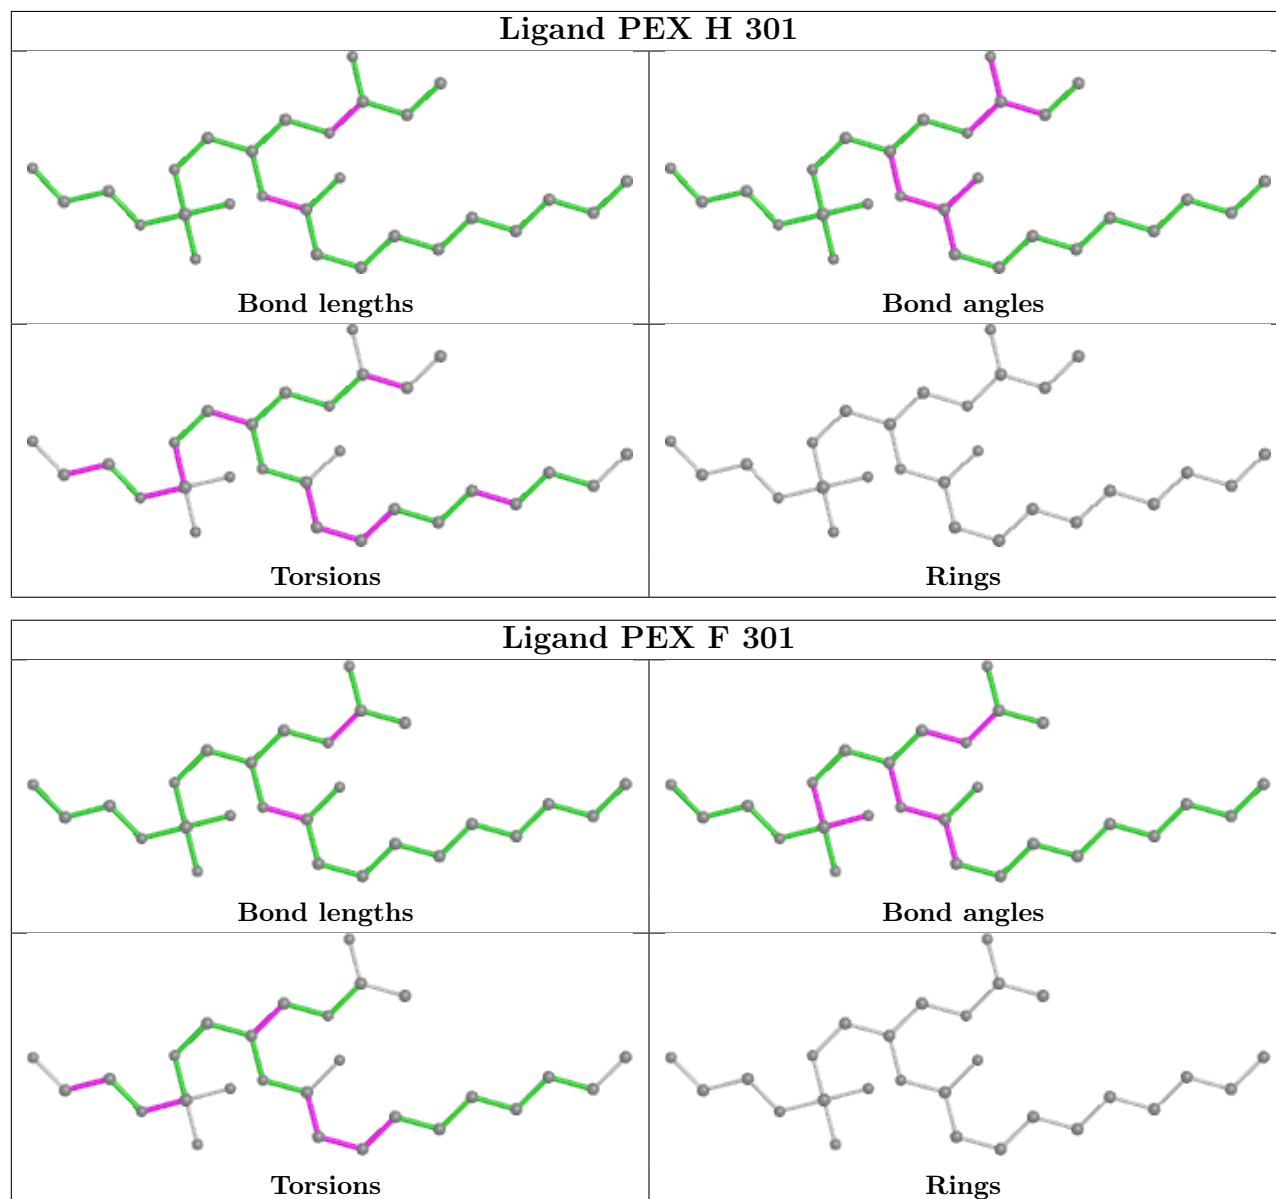 Ligand PEX H 301
Bond lengths
Bond angles
Torsions
Rings
Ligand PEX F 301
Bond lengths
Bond angles
Torsions
Rings